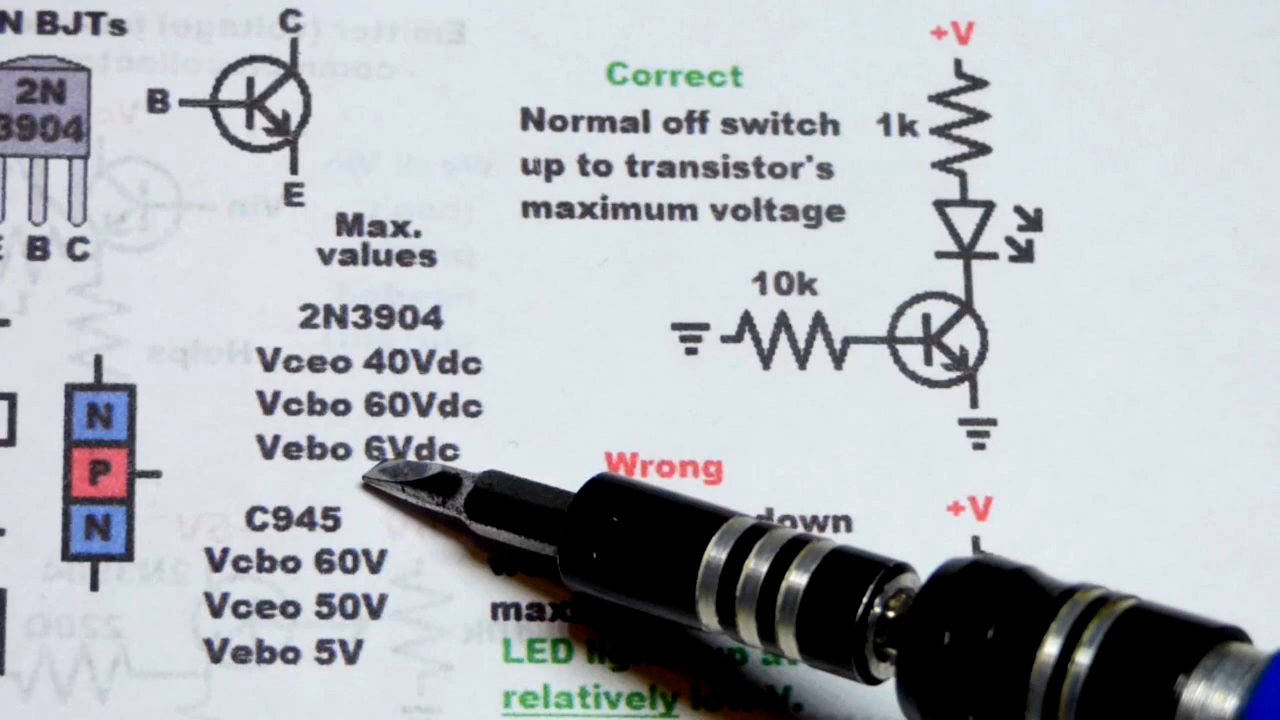 N BJTs
2N
3904
B C
C
B
E
Max.
values
2N3904
Vceo 40Vdc
Vcbo 60Vdc
Vebo 6Vdc
C945
Vcbo 60V
Vceo 50V
Vebo 5V
N
P
N
Correct
Normal off switch
up to transistor's
maximum voltage
+V
1k
10k
Wrong
down
+V
LED
relatively